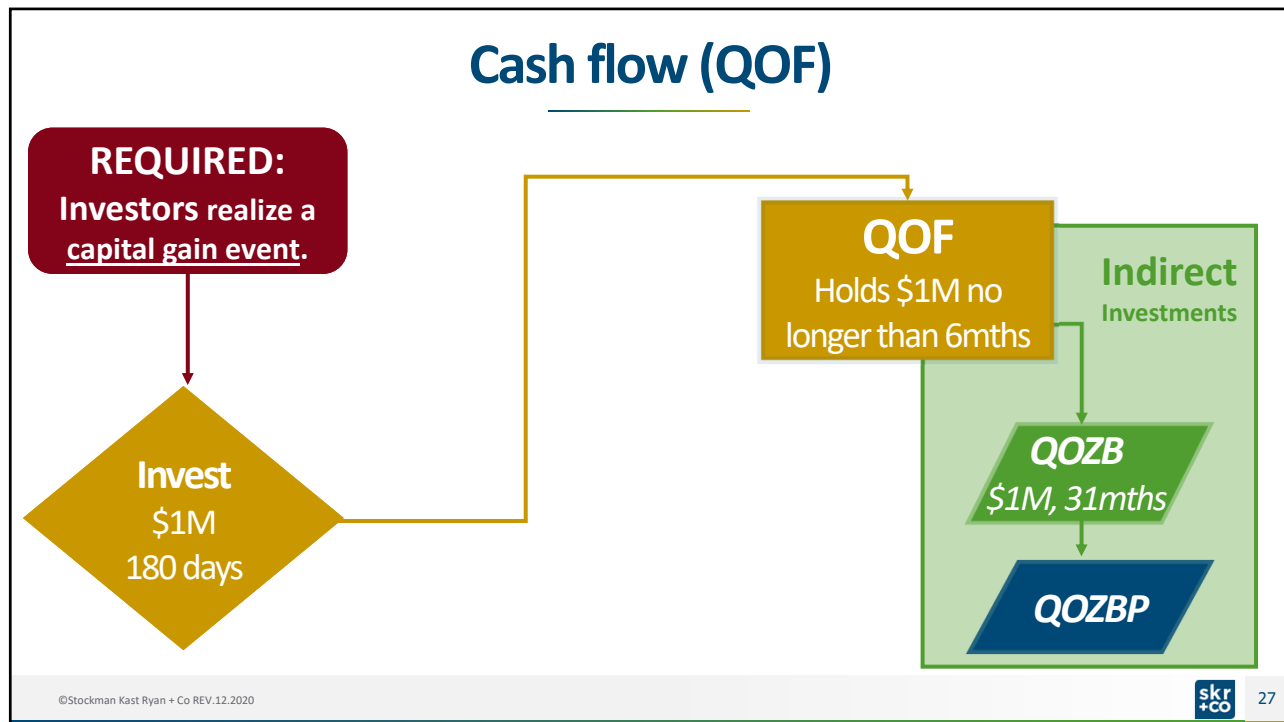 Cash flow (QOF)
REQUIRED:
Investors realize a
capital gain event.
Invest
$1M
180 days
QOF
Holds $1M no
longer than 6mths
Indirect
Investments
QOZB
$1M, 31mths
QOZBP
©Stockman Kast Ryan + Co REV.12.2020
skr
+co
27